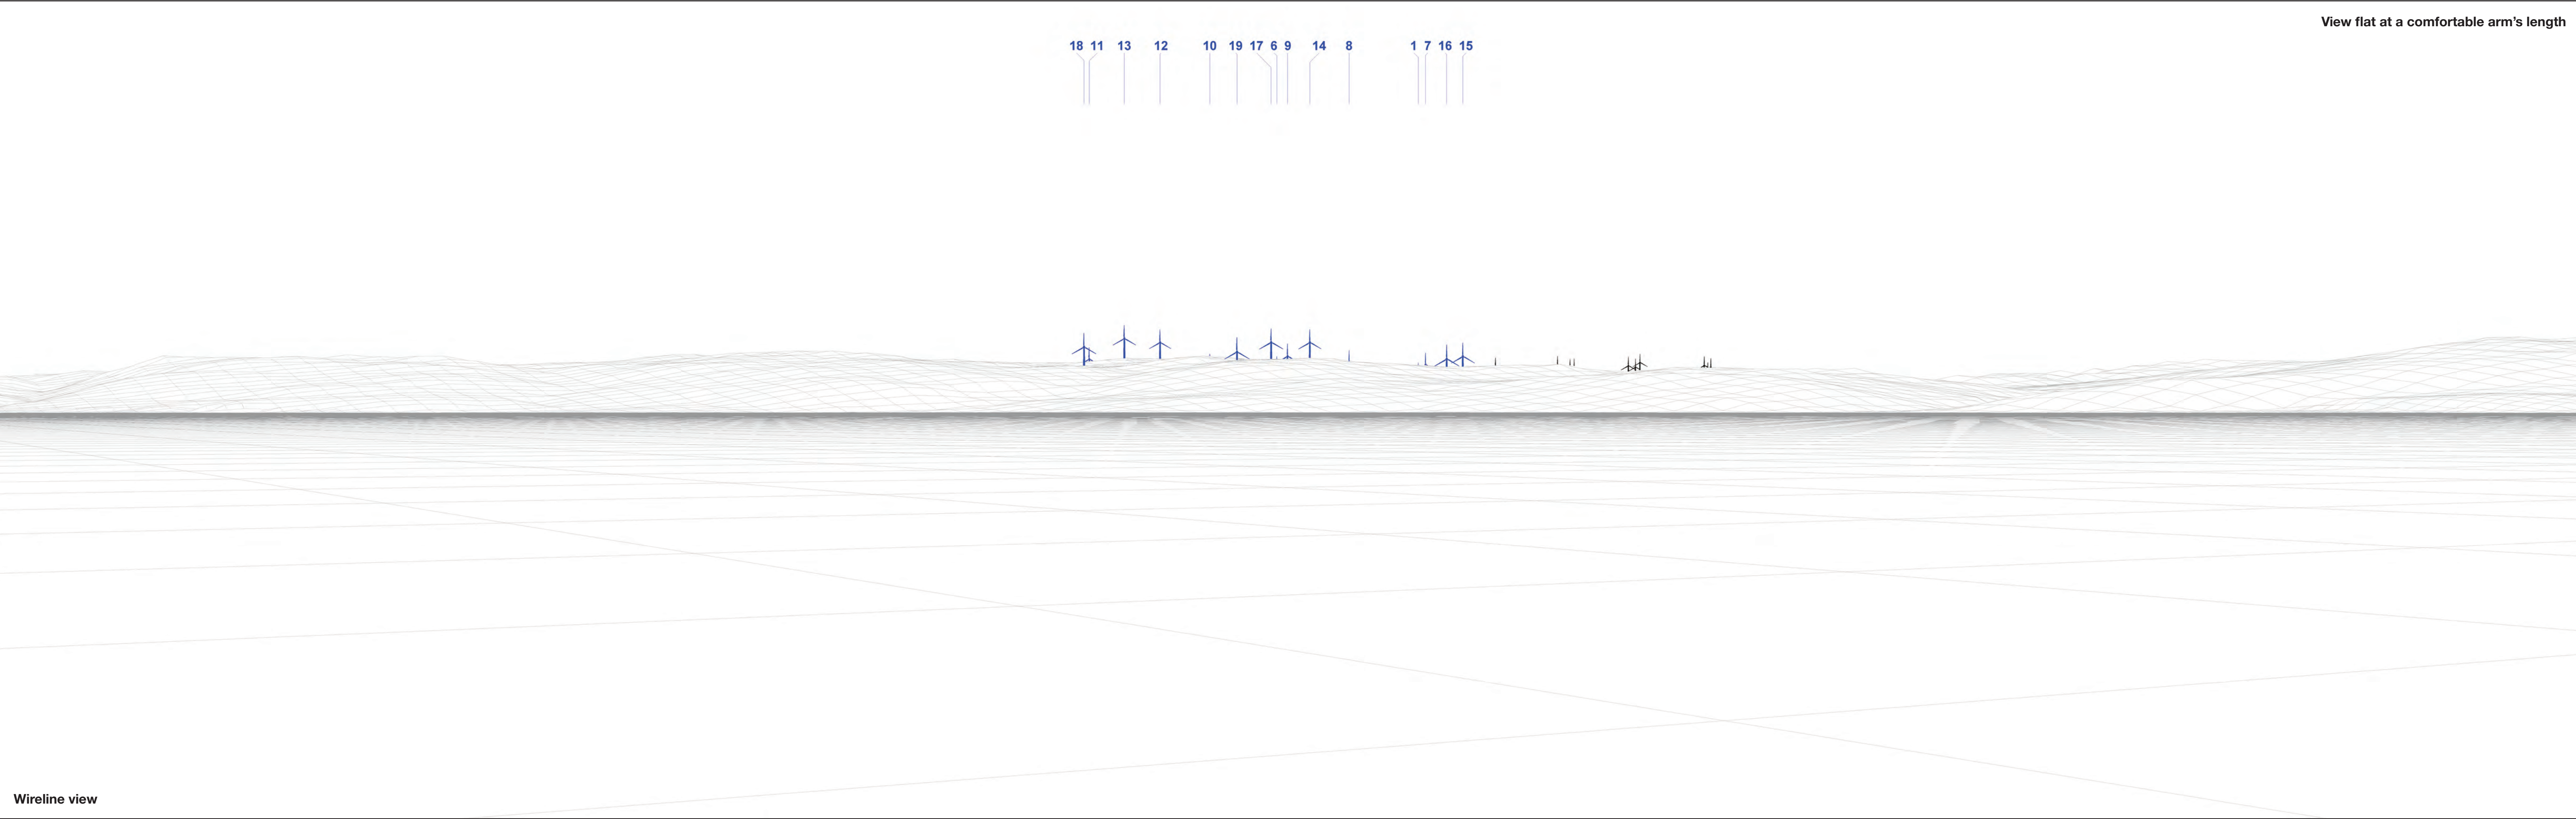 View flat at a comfortable arm's length
18 11 13 12 10 19 17 6 9 14 8 1 7 16 15
Wireline view